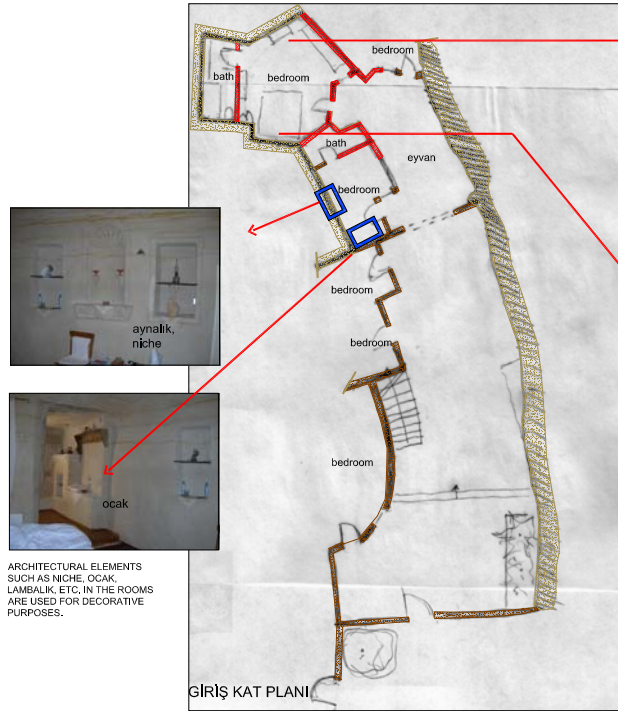 bedroom
bath
bedroom
bath
eyvan
bedroom
aynalık,
niche
bedroom
bedroom
bedroom
ocak
ARCHITECTURAL ELEMENTS
SUCH AS NICHE, OCAK,
LAMBALIK, ETC. IN THE ROOMS
ARE USED FOR DECORATIVE
PURPOSES.
GİRİŞ KAT PLANI